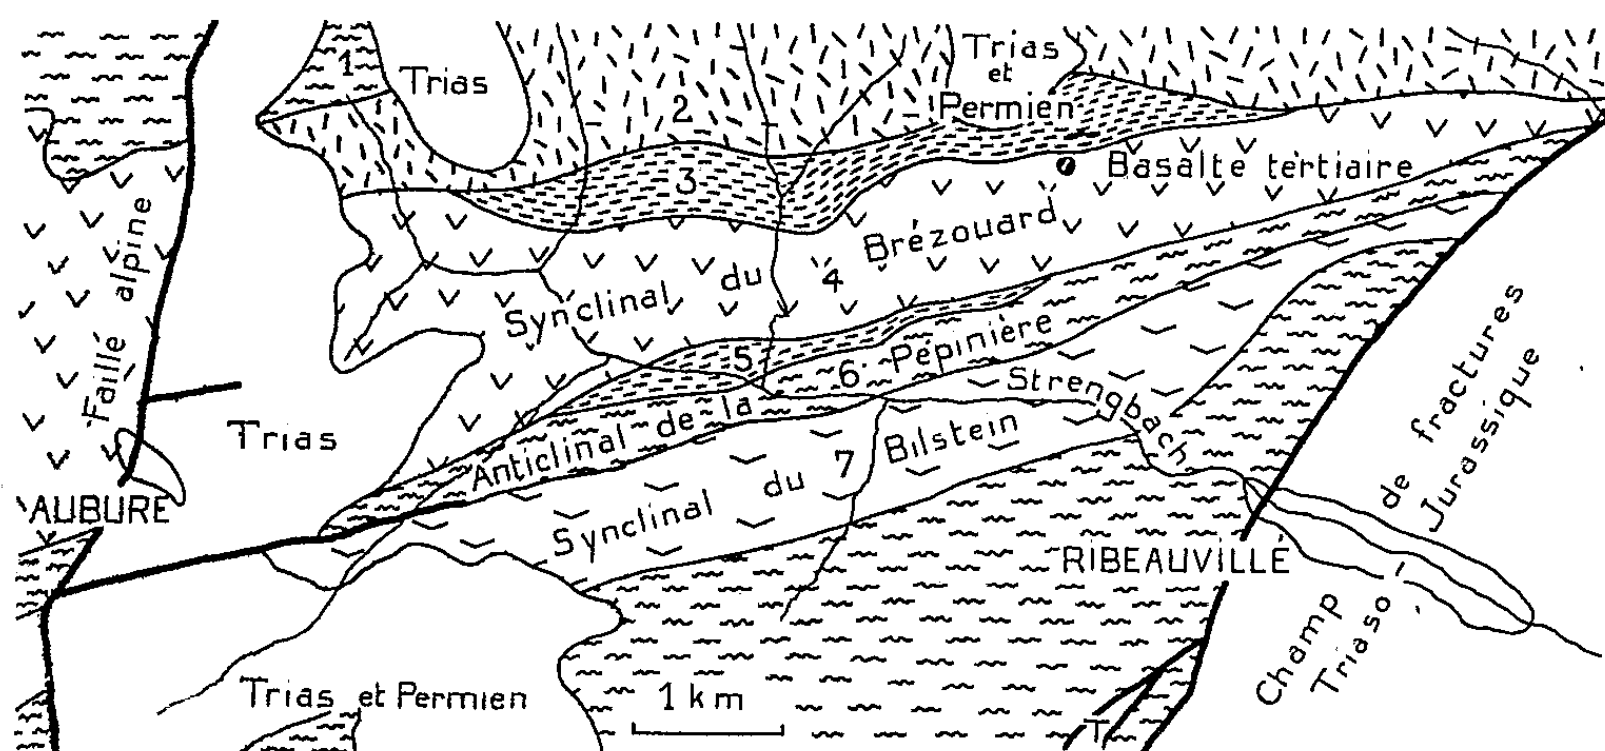 1
Trias
2
Trias
et
Permien
3
Basalte tertiaire
Faillé alpine
Synclinal du 4 Brézouard
5
6 Pépinière
Anticlinal de la
Strengbach
Trias
Synclinal du 7 Bilstein
AUBURE
RIBEAUVILLÉ
Champ de fractures
Triaso - Jurassique
Trias et Permien
1 km
T